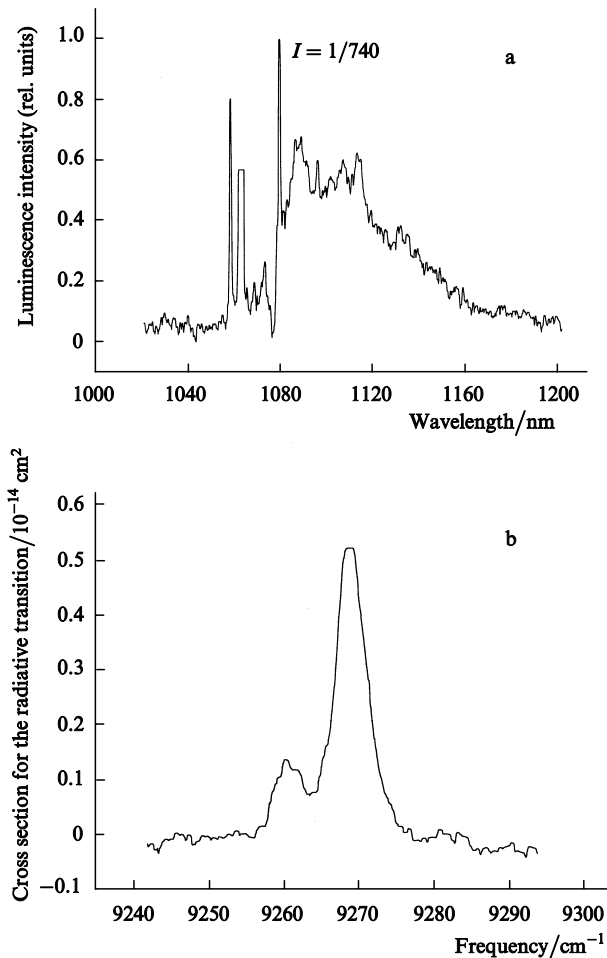 Luminescence intensity (rel. units)
1.0
0.8
0.6
0.4
0.2
0
I = 1/740
a
1000 1040 1080 1120 1160 1200
Wavelength/nm
Cross section for the radiative transition/10⁻¹⁴ cm²
0.6
0.5
0.4
0.3
0.2
0.1
0
−0.1
b
9240 9250 9260 9270 9280 9290 9300
Frequency/cm⁻¹